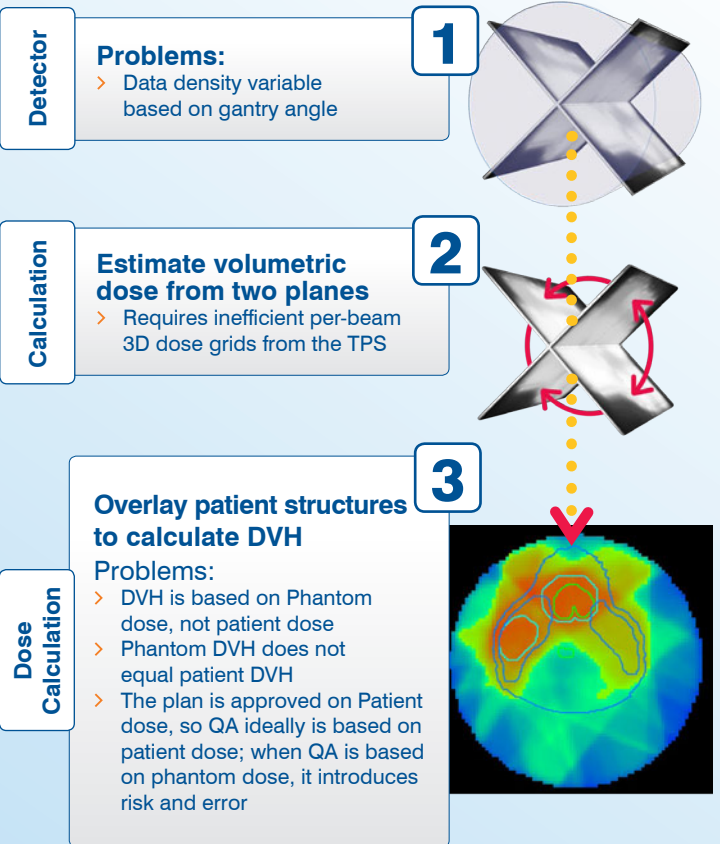 Detector
1
Problems:
> Data density variable
based on gantry angle
Calculation
2
Estimate volumetric
dose from two planes
> Requires inefficient per-beam
3D dose grids from the TPS
Dose
Calculation
3
Overlay patient structures
to calculate DVH
Problems:
> DVH is based on Phantom
dose, not patient dose
> Phantom DVH does not
equal patient DVH
> The plan is approved on Patient
dose, so QA ideally is based on
patient dose; when QA is based
on phantom dose, it introduces
risk and error